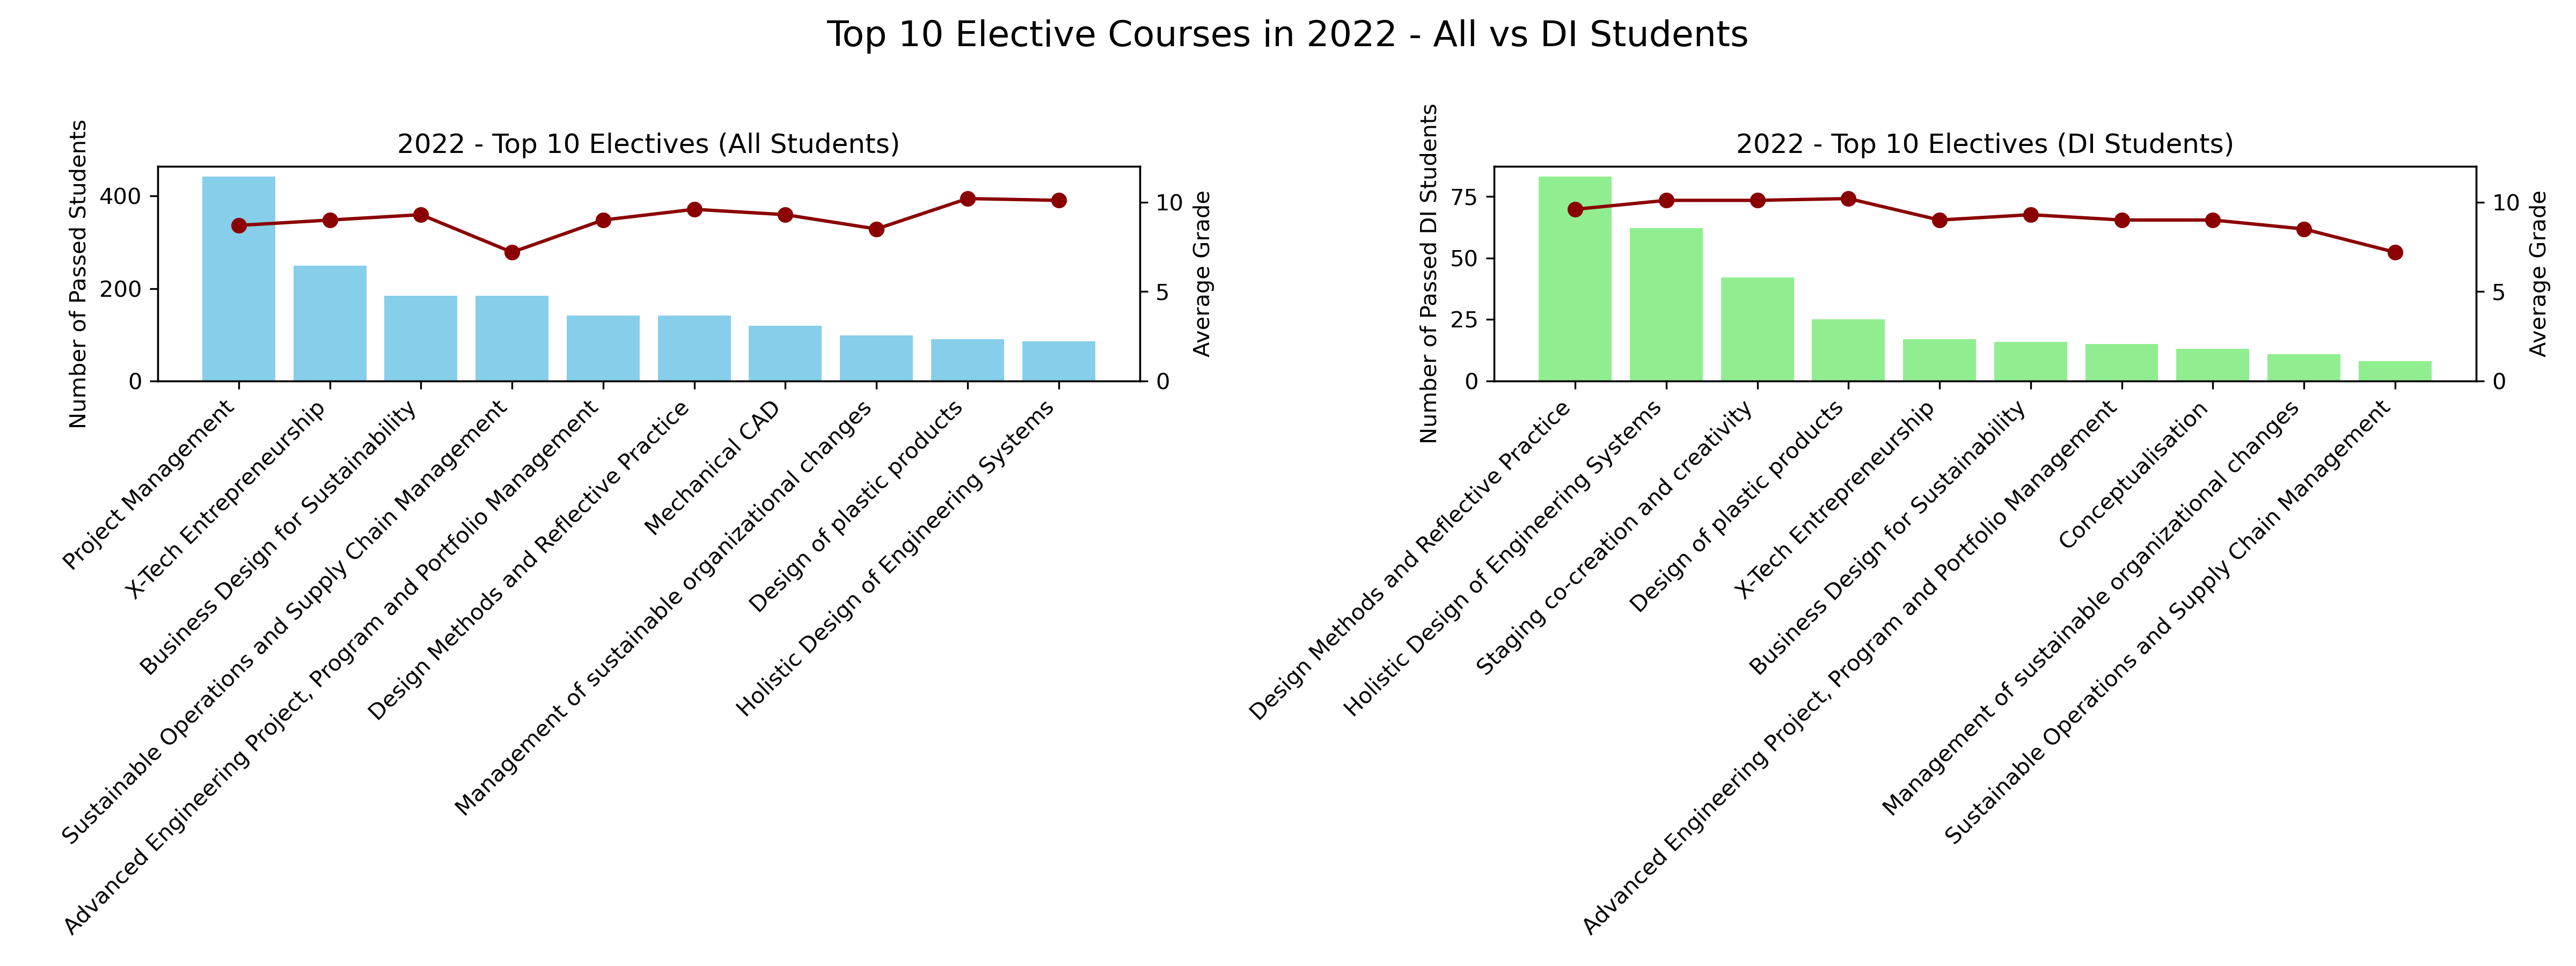 Top 10 Elective Courses in 2022 - All vs DI Students
2022 - Top 10 Electives (All Students)
Number of Passed Students
400
200
0
10
5
0
Average Grade
Project Management
X-Tech Entrepreneurship
Business Design for Sustainability
Sustainable Operations and Supply Chain Management
Advanced Engineering Project, Program and Portfolio Management
Design Methods and Reflective Practice
Mechanical CAD
Management of sustainable organizational changes
Design of plastic products
Holistic Design of Engineering Systems
2022 - Top 10 Electives (DI Students)
Number of Passed DI Students
75
50
25
0
10
5
0
Average Grade
Design Methods and Reflective Practice
Holistic Design of Engineering Systems
Staging co-creation and creativity
Design of plastic products
X-Tech Entrepreneurship
Business Design for Sustainability
Advanced Engineering Project, Program and Portfolio Management
Conceptualisation
Management of sustainable organizational changes
Sustainable Operations and Supply Chain Management